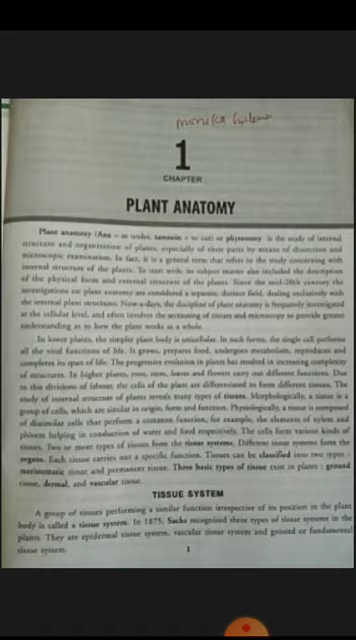 monika
1
CHAPTER
PLANT ANATOMY
Plant anatomy (Ana = as under, temnein = to cut) or phytotomy is the study of internal
structure and organization of plants, especially of their parts by means of dissection and
microscopic examination. In fact, it is a general term that refers to the study concerning with
internal structure of the plants. To start with, its subject matter also included the description
of the physical form and external structure of the plants. Since the mid-20th century the
investigations on plant anatomy are considered a separate, distinct field, dealing exclusively with
the internal plant structures. Now-a-days, the discipline of plant anatomy is frequently investigated
at the cellular level, and often involves the sectioning of tissues and microscopy to provide greater
understanding as to how the plant works as a whole.
In lower plants, the simpler plant body is unicellular. In such forms, the single cell performs
all the vital functions of life. It grows, prepares food, undergoes metabolism, reproduces and
completes its span of life. The progressive evolution in plants has resulted in increasing complexity
of structures. In higher plants, root, stem, leaves and flowers carry out different functions. Due
to this divisions of labour, the cells of the plant are differentiated to form different tissues. The
study of internal structure of plants reveals many types of tissues. Morphologically, a tissue is a
group of cells, which are similar in origin, form and function. Physiologically, a tissue is composed
of dissimilar cells that perform a common function, for example, the elements of xylem and
phloem helping in conduction of water and food respectively. The cells form various kinds of
tissues. Two or more types of tissues form the tissue systems. Different tissue systems form the
organs. Each tissue carries out a specific function. Tissues can be classified into two types -
meristematic tissue and permanent tissue. Three basic types of tissue exist in plants : ground
tissue, dermal, and vascular tissue.
TISSUE SYSTEM
A group of tissues performing a similar function irrespective of its position in the plant
body is called a tissue system. In 1875, Sachs recognised three types of tissue systems in the
plants. They are epidermal tissue system, vascular tissue system and ground or fundamental
tissue system.
1